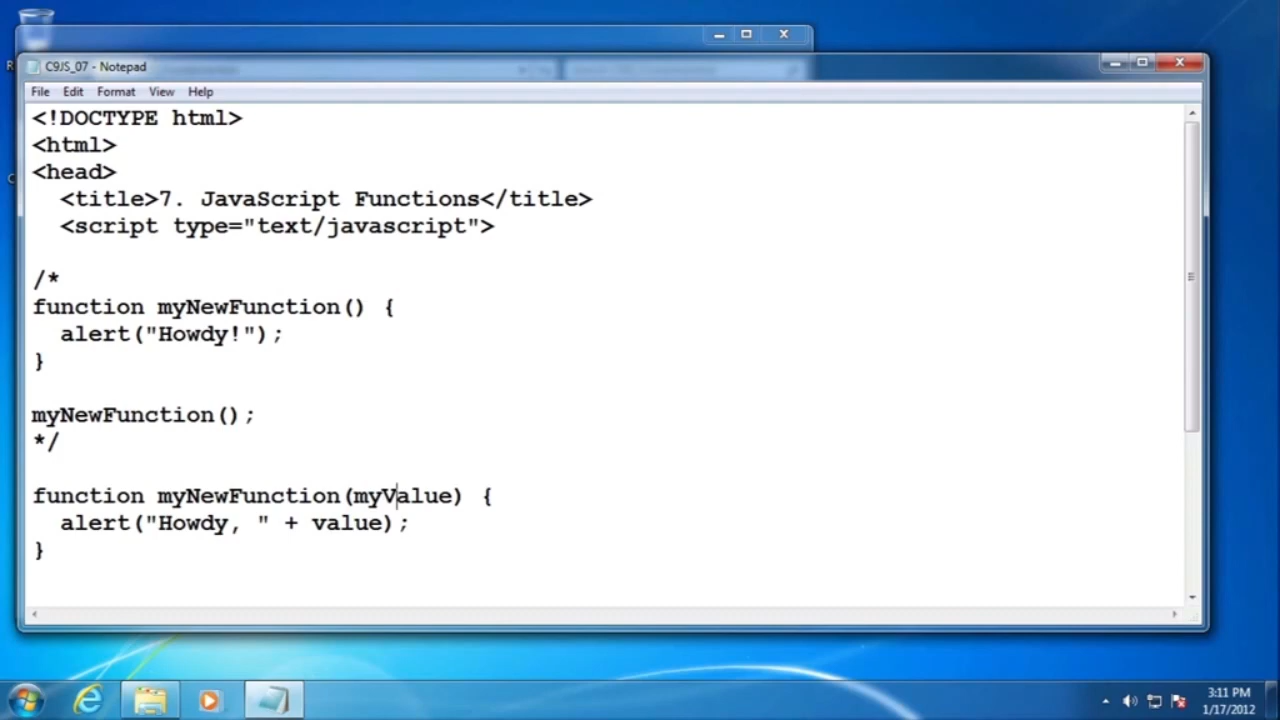 C9JS_07 - Notepad
File Edit Format View Help
<!DOCTYPE html>
<html>
<head>
  <title>7. JavaScript Functions</title>
  <script type="text/javascript">
/*
function myNewFunction() {
  alert("Howdy!");
}
myNewFunction();
*/
function myNewFunction(myValue) {
  alert("Howdy, " + value);
}
3:11 PM
1/17/2012